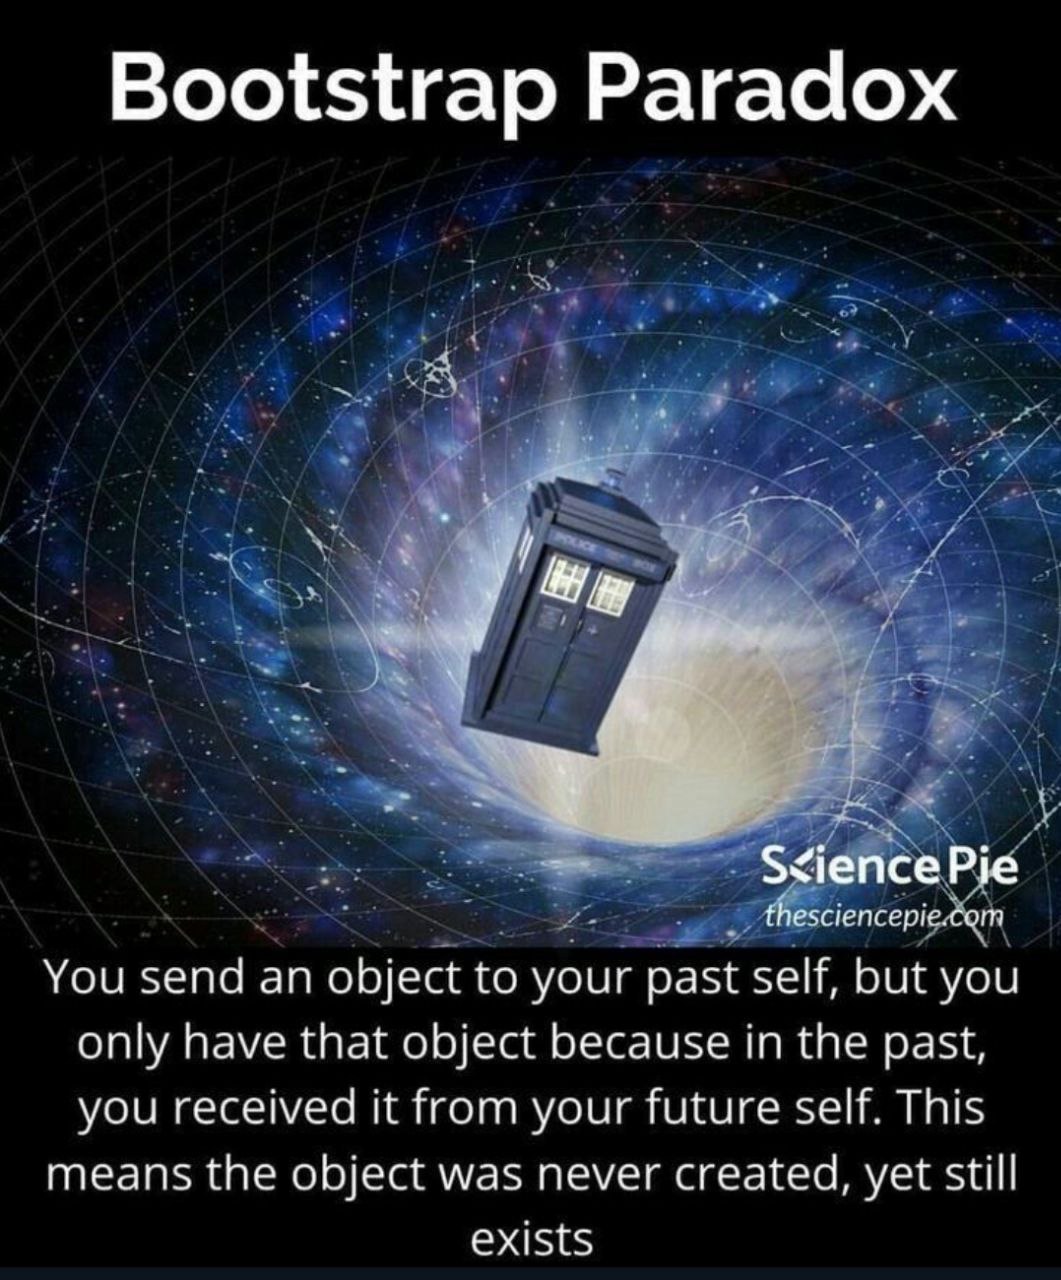 Bootstrap Paradox
POLICE BOX
Science Pie
thesciencepie.com
You send an object to your past self, but you
only have that object because in the past,
you received it from your future self. This
means the object was never created, yet still
exists